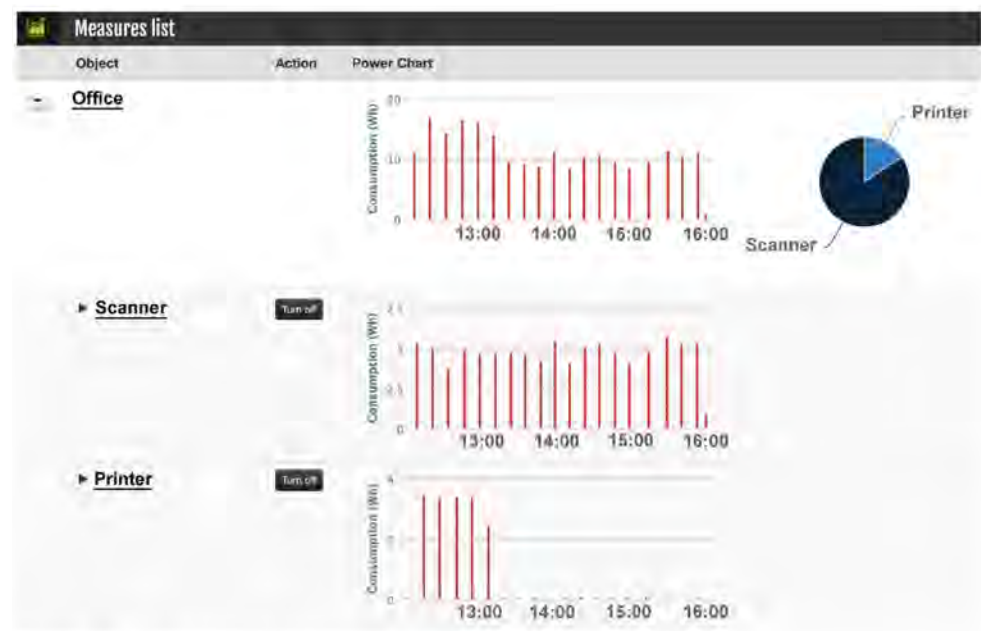 Measures list
Object Action Power Chart
Office
Consumption (Wh)
20
10
0
13:00 14:00 15:00 16:00
Printer
Scanner
Scanner
Turn off
Consumption (Wh)
0
13:00 14:00 15:00 16:00
Printer
Turn off
Consumption (Wh)
0
13:00 14:00 15:00 16:00